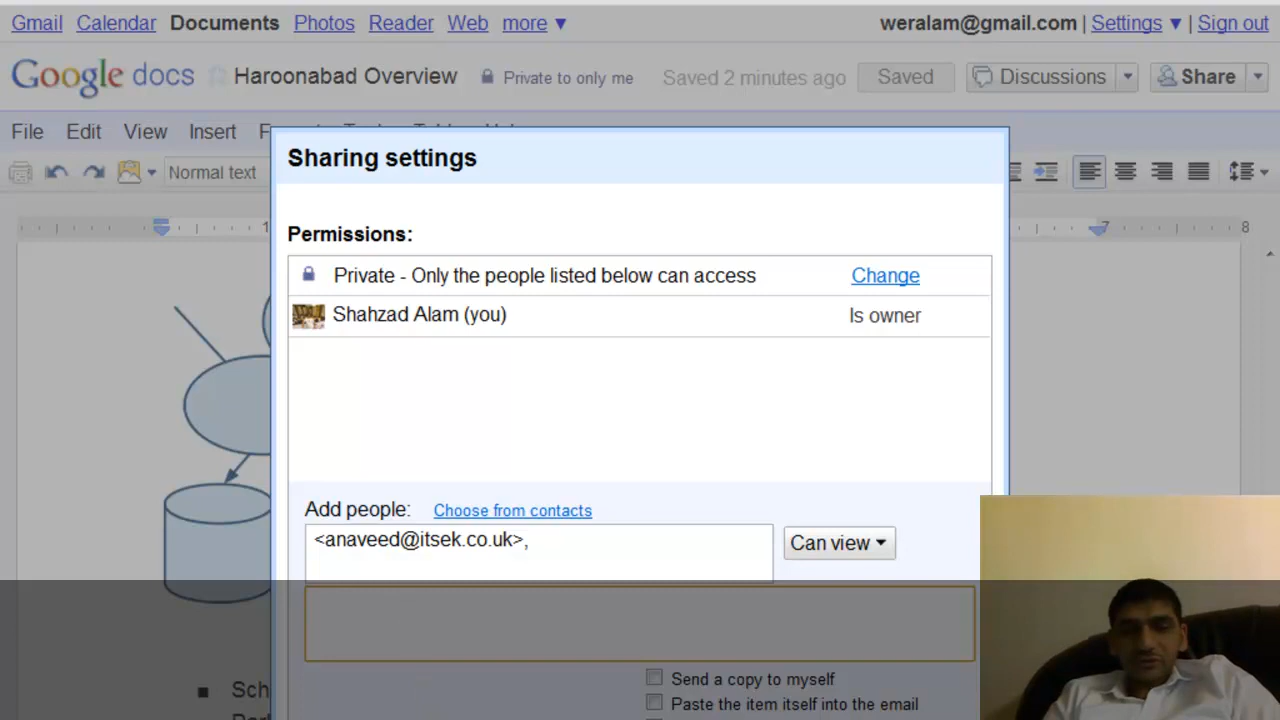 Gmail Calendar Documents Photos Reader Web more ▼ weralam@gmail.com | Settings ▼ | Sign out
Google docs Haroonabad Overview Private to only me Saved 2 minutes ago Saved Discussions Share
File Edit View Insert
Normal text
Sharing settings
1 7 8
Permissions:
Private - Only the people listed below can access Change
Shahzad Alam (you) Is owner
Add people: Choose from contacts
<anaveed@itsek.co.uk>, Can view
Send a copy to myself
■ Sch
Paste the item itself into the email